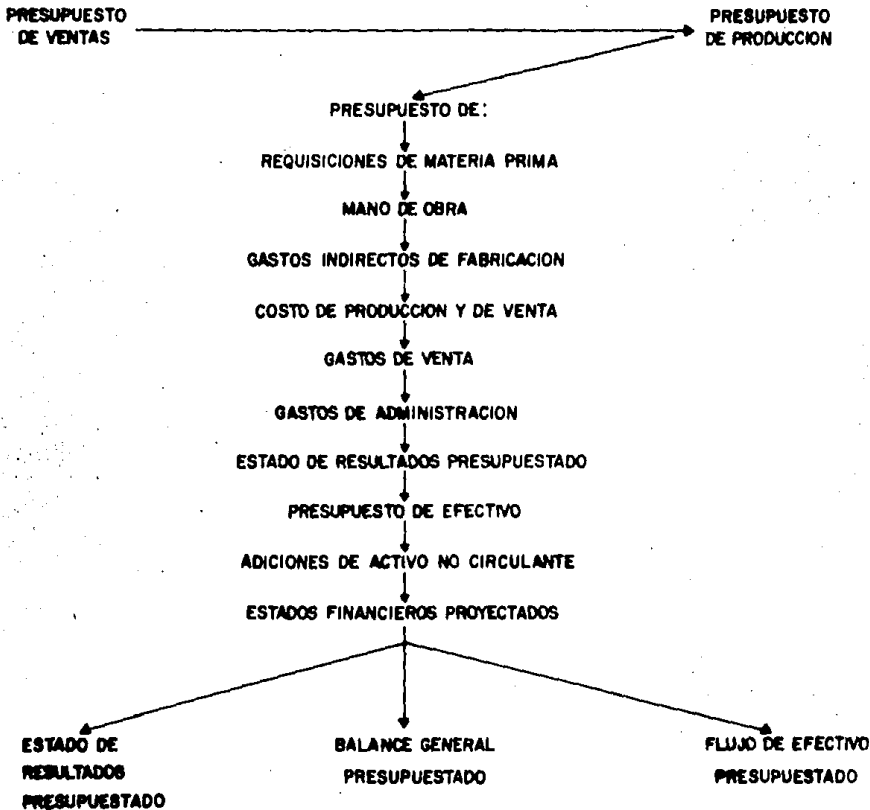 PRESUPUESTO
DE VENTAS
PRESUPUESTO
DE PRODUCCION
PRESUPUESTO DE:
REQUISICIONES DE MATERIA PRIMA
MANO DE OBRA
GASTOS INDIRECTOS DE FABRICACION
COSTO DE PRODUCCION Y DE VENTA
GASTOS DE VENTA
GASTOS DE ADMINISTRACION
ESTADO DE RESULTADOS PRESUPUESTADO
PRESUPUESTO DE EFECTIVO
ADICIONES DE ACTIVO NO CIRCULANTE
ESTADOS FINANCIEROS PROYECTADOS
ESTADO DE
RESULTADOS
PRESUPUESTADO
BALANCE GENERAL
PRESUPUESTADO
FLUJO DE EFECTIVO
PRESUPUESTADO